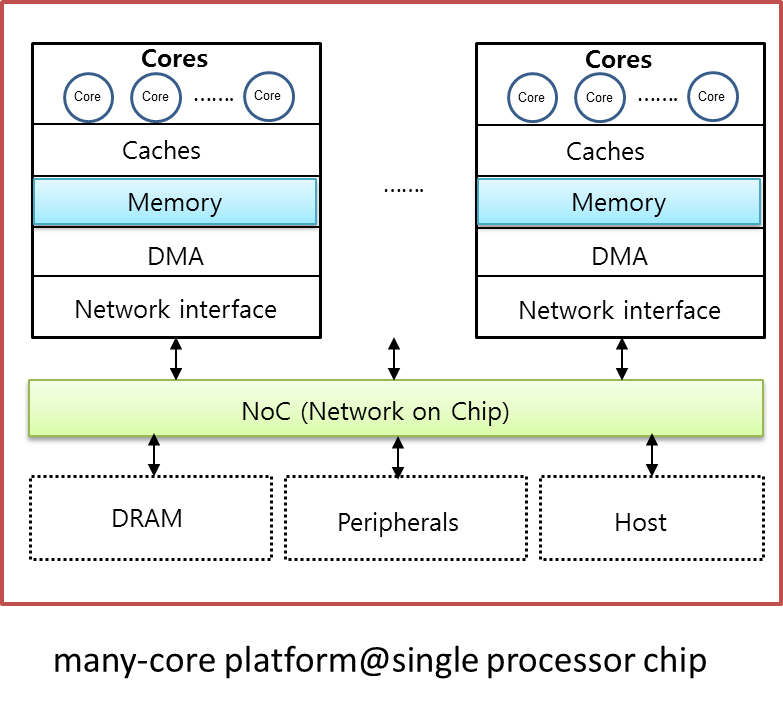 Cores
Core Core ....... Core
Caches
Memory
DMA
Network interface
.......
Cores
Core Core ....... Core
Caches
Memory
DMA
Network interface
NoC (Network on Chip)
DRAM
Peripherals
Host
many-core platform@single processor chip